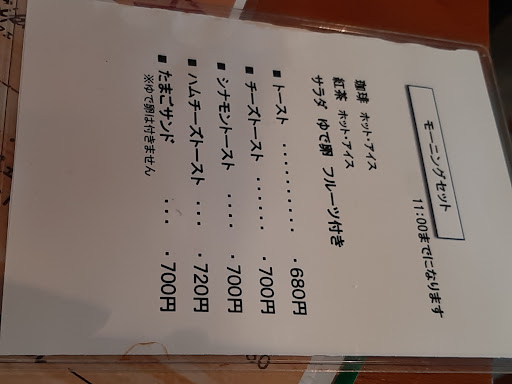 モーニングセット
11:00までになります
珈琲 ホット・アイス
紅茶 ホット・アイス
サラダ ゆで卵 フルーツ付き
■ トースト ・・・・・・・・・・ 680円
■ チーズトースト ・・・・・・ 700円
■ シナモントースト ・・・・・ 700円
■ ハムチーズトースト ・・・・ 720円
■ たまごサンド ・・・・ 700円
※ゆで卵は付きません